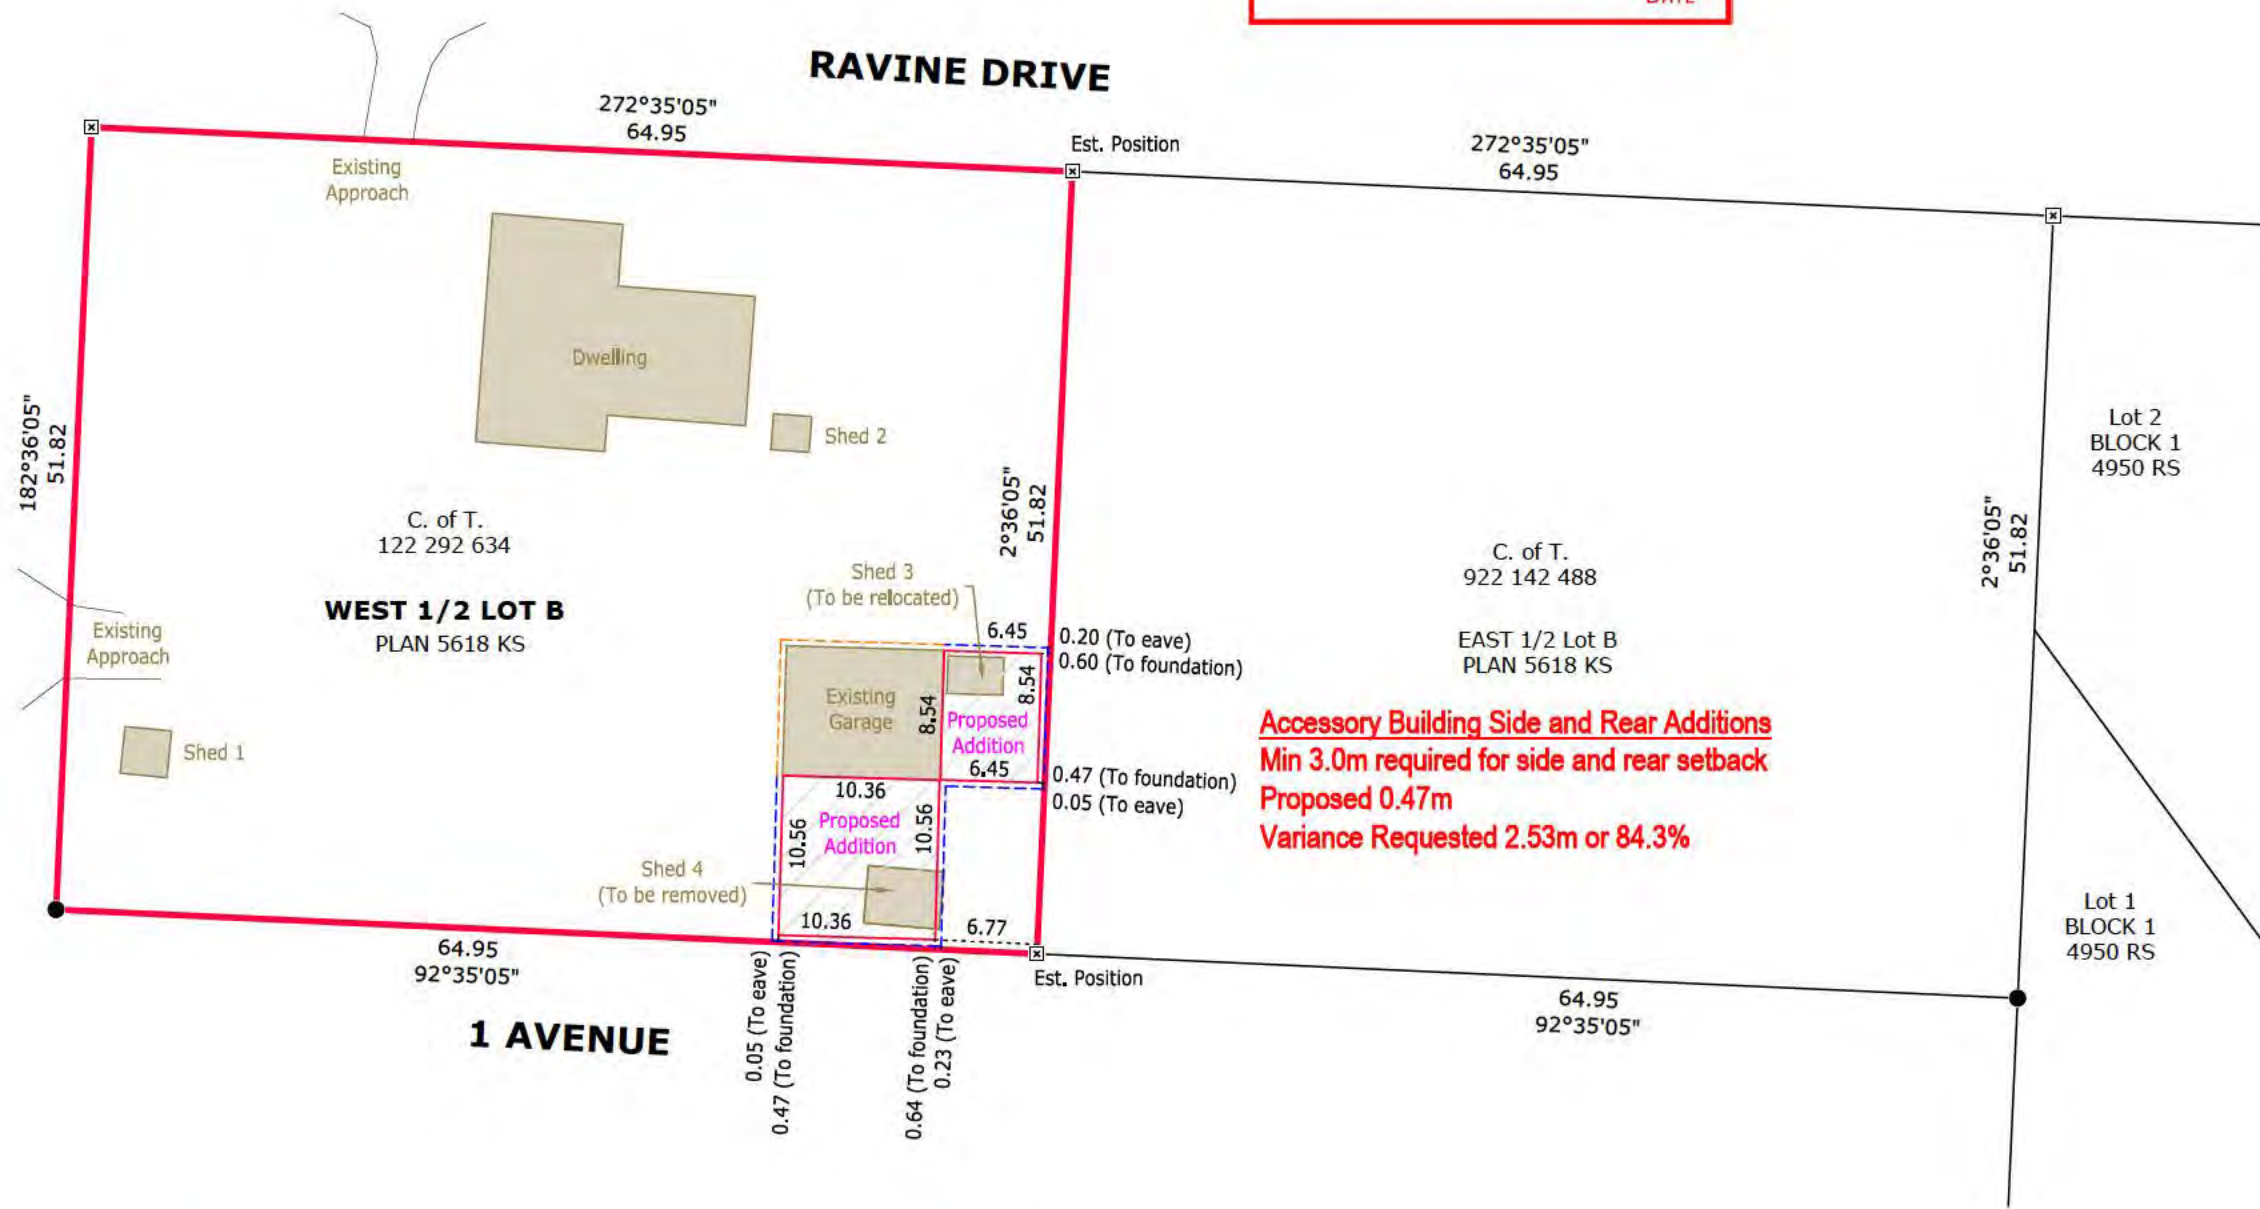 DATE
RAVINE DRIVE
272°35'05"
64.95
Est. Position
272°35'05"
64.95
Existing
Approach
Dwelling
Shed 2
182°36'05"
51.82
2°36'05"
51.82
2°36'05"
51.82
Lot 2
BLOCK 1
4950 RS
C. of T.
122 292 634
WEST 1/2 LOT B
PLAN 5618 KS
C. of T.
922 142 488
EAST 1/2 Lot B
PLAN 5618 KS
Shed 3
(To be relocated)
Existing
Approach
Shed 1
6.45
0.20 (To eave)
0.60 (To foundation)
Existing
Garage
8.54
8.54
Proposed
Addition
6.45
0.47 (To foundation)
0.05 (To eave)
Accessory Building Side and Rear Additions
Min 3.0m required for side and rear setback
Proposed 0.47m
Variance Requested 2.53m or 84.3%
10.36
10.56
Proposed
Addition
10.56
Shed 4
(To be removed)
10.36
6.77
Lot 1
BLOCK 1
4950 RS
64.95
92°35'05"
Est. Position
64.95
92°35'05"
1 AVENUE
0.05 (To eave)
0.47 (To foundation)
0.64 (To foundation)
0.23 (To eave)